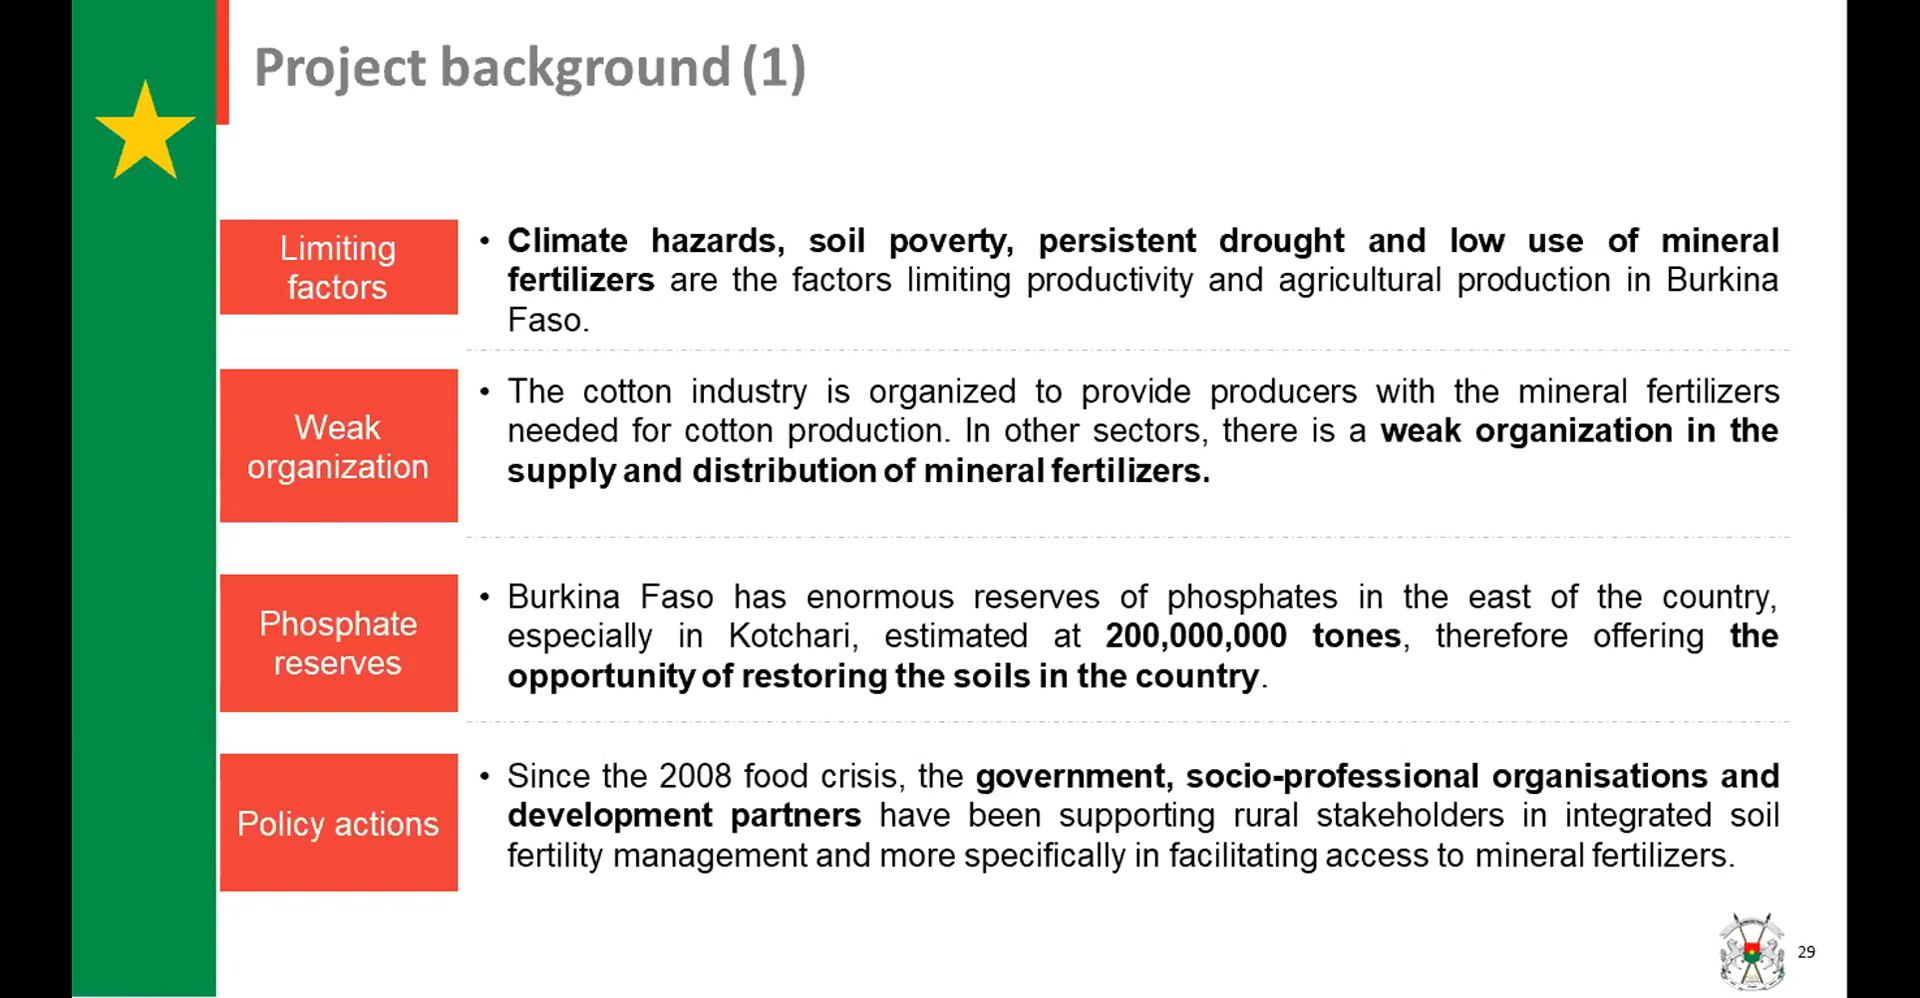 Project background (1)
Limiting
factors
• Climate hazards, soil poverty, persistent drought and low use of mineral
fertilizers are the factors limiting productivity and agricultural production in Burkina
Faso.
Weak
organization
• The cotton industry is organized to provide producers with the mineral fertilizers
needed for cotton production. In other sectors, there is a weak organization in the
supply and distribution of mineral fertilizers.
Phosphate
reserves
• Burkina Faso has enormous reserves of phosphates in the east of the country,
especially in Kotchari, estimated at 200,000,000 tones, therefore offering the
opportunity of restoring the soils in the country.
Policy actions
• Since the 2008 food crisis, the government, socio-professional organisations and
development partners have been supporting rural stakeholders in integrated soil
fertility management and more specifically in facilitating access to mineral fertilizers.
29